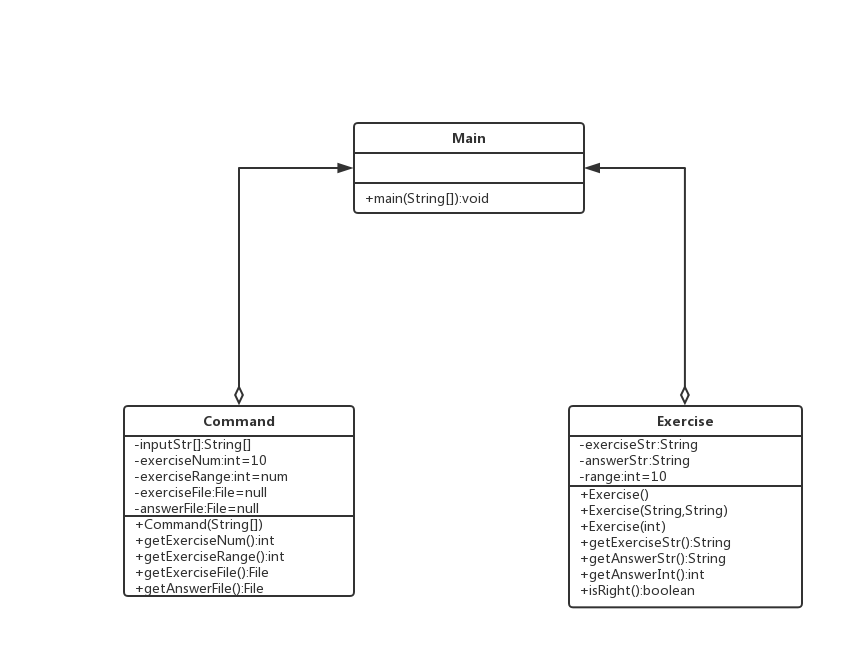 Main
+main(String[]):void
Command
-inputStr[]:String[]
-exerciseNum:int=10
-exerciseRange:int=num
-exerciseFile:File=null
-answerFile:File=null
+Command(String[])
+getExerciseNum():int
+getExerciseRange():int
+getExerciseFile():File
+getAnswerFile():File
Exercise
-exerciseStr:String
-answerStr:String
-range:int=10
+Exercise()
+Exercise(String,String)
+Exercise(int)
+getExerciseStr():String
+getAnswerStr():String
+getAnswerInt():int
+isRight():boolean